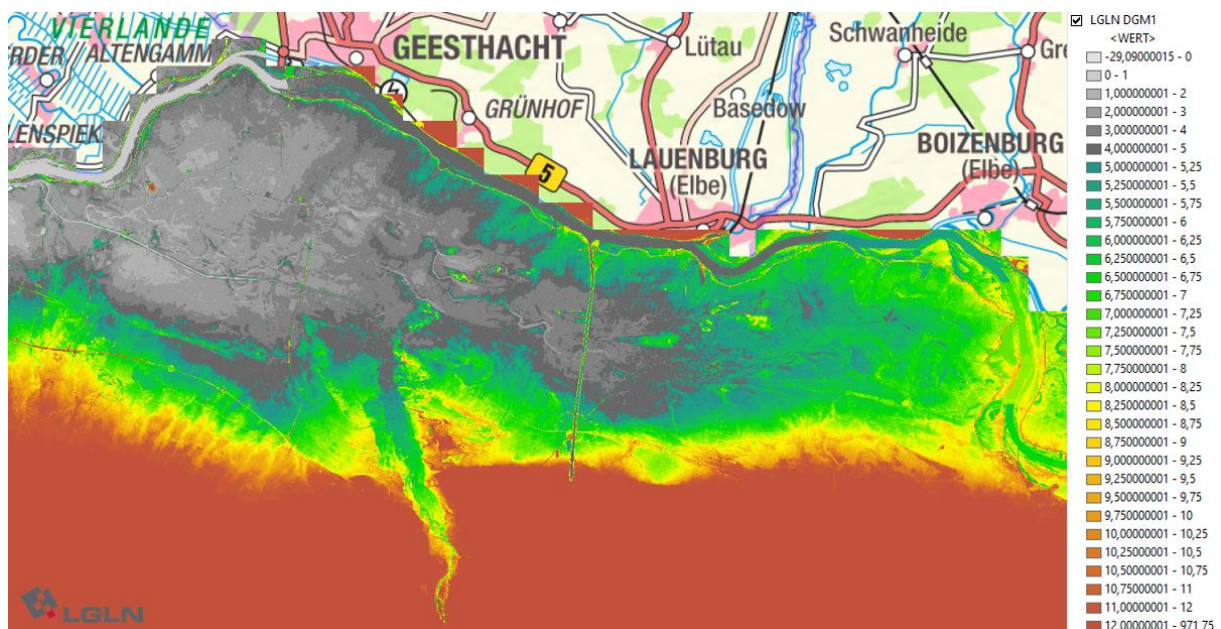 VIERLANDE
RDER
ALTENGAMM
LENSPIEK
GEESTHACHT
Lütau
GRÜNHOF
Basedow
Schwanheide
Gre
5
LAUENBURG
(Elbe)
BOIZENBURG
(Elbe)
LGLN
LGLN DGM1
<WERT>
-29,09000015 - 0
0 - 1
1,000000001 - 2
2,000000001 - 3
3,000000001 - 4
4,000000001 - 5
5,000000001 - 5,25
5,250000001 - 5,5
5,500000001 - 5,75
5,750000001 - 6
6,000000001 - 6,25
6,250000001 - 6,5
6,500000001 - 6,75
6,750000001 - 7
7,000000001 - 7,25
7,250000001 - 7,5
7,500000001 - 7,75
7,750000001 - 8
8,000000001 - 8,25
8,250000001 - 8,5
8,500000001 - 8,75
8,750000001 - 9
9,000000001 - 9,25
9,250000001 - 9,5
9,500000001 - 9,75
9,750000001 - 10
10,00000001 - 10,25
10,25000001 - 10,5
10,50000001 - 10,75
10,75000001 - 11
11,00000001 - 12
12,00000001 - 971,75